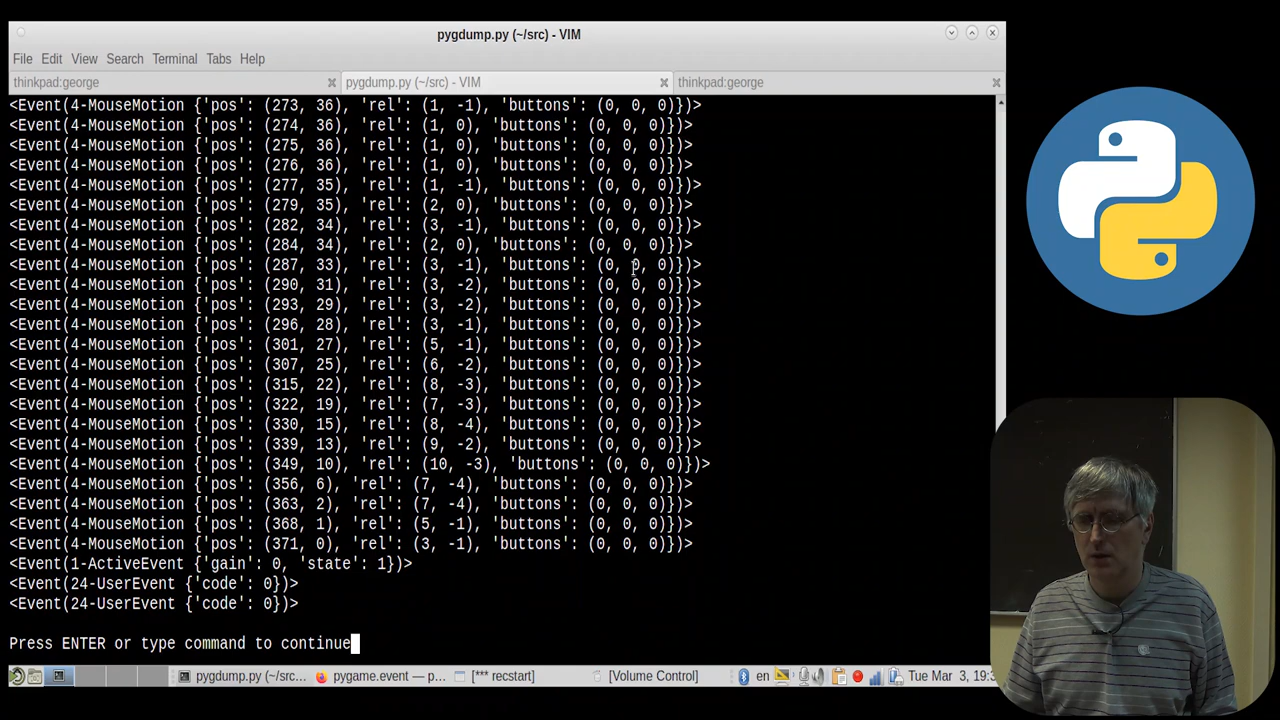 pygdump.py (~/src) - VIM
File Edit View Search Terminal Tabs Help
thinkpad:george
pygdump.py (~/src) - VIM
thinkpad:george
<Event(4-MouseMotion {'pos': (273, 36), 'rel': (1, -1), 'buttons': (0, 0, 0)})>
<Event(4-MouseMotion {'pos': (274, 36), 'rel': (1, 0), 'buttons': (0, 0, 0)})>
<Event(4-MouseMotion {'pos': (275, 36), 'rel': (1, 0), 'buttons': (0, 0, 0)})>
<Event(4-MouseMotion {'pos': (276, 36), 'rel': (1, 0), 'buttons': (0, 0, 0)})>
<Event(4-MouseMotion {'pos': (277, 35), 'rel': (1, -1), 'buttons': (0, 0, 0)})>
<Event(4-MouseMotion {'pos': (279, 35), 'rel': (2, 0), 'buttons': (0, 0, 0)})>
<Event(4-MouseMotion {'pos': (282, 34), 'rel': (3, -1), 'buttons': (0, 0, 0)})>
<Event(4-MouseMotion {'pos': (284, 34), 'rel': (2, 0), 'buttons': (0, 0, 0)})>
<Event(4-MouseMotion {'pos': (287, 33), 'rel': (3, -1), 'buttons': (0, 0, 0)})>
<Event(4-MouseMotion {'pos': (290, 31), 'rel': (3, -2), 'buttons': (0, 0, 0)})>
<Event(4-MouseMotion {'pos': (293, 29), 'rel': (3, -2), 'buttons': (0, 0, 0)})>
<Event(4-MouseMotion {'pos': (296, 28), 'rel': (3, -1), 'buttons': (0, 0, 0)})>
<Event(4-MouseMotion {'pos': (301, 27), 'rel': (5, -1), 'buttons': (0, 0, 0)})>
<Event(4-MouseMotion {'pos': (307, 25), 'rel': (6, -2), 'buttons': (0, 0, 0)})>
<Event(4-MouseMotion {'pos': (315, 22), 'rel': (8, -3), 'buttons': (0, 0, 0)})>
<Event(4-MouseMotion {'pos': (322, 19), 'rel': (7, -3), 'buttons': (0, 0, 0)})>
<Event(4-MouseMotion {'pos': (330, 15), 'rel': (8, -4), 'buttons': (0, 0, 0)})>
<Event(4-MouseMotion {'pos': (339, 13), 'rel': (9, -2), 'buttons': (0, 0, 0)})>
<Event(4-MouseMotion {'pos': (349, 10), 'rel': (10, -3), 'buttons': (0, 0, 0)})>
<Event(4-MouseMotion {'pos': (356, 6), 'rel': (7, -4), 'buttons': (0, 0, 0)})>
<Event(4-MouseMotion {'pos': (363, 2), 'rel': (7, -4), 'buttons': (0, 0, 0)})>
<Event(4-MouseMotion {'pos': (368, 1), 'rel': (5, -1), 'buttons': (0, 0, 0)})>
<Event(4-MouseMotion {'pos': (371, 0), 'rel': (3, -1), 'buttons': (0, 0, 0)})>
<Event(1-ActiveEvent {'gain': 0, 'state': 1})>
<Event(24-UserEvent {'code': 0})>
<Event(24-UserEvent {'code': 0})>
Press ENTER or type command to continue
pygdump.py (~/src... pygame.event — p... [*** recstart] [Volume Control] en Tue Mar 3, 19:3